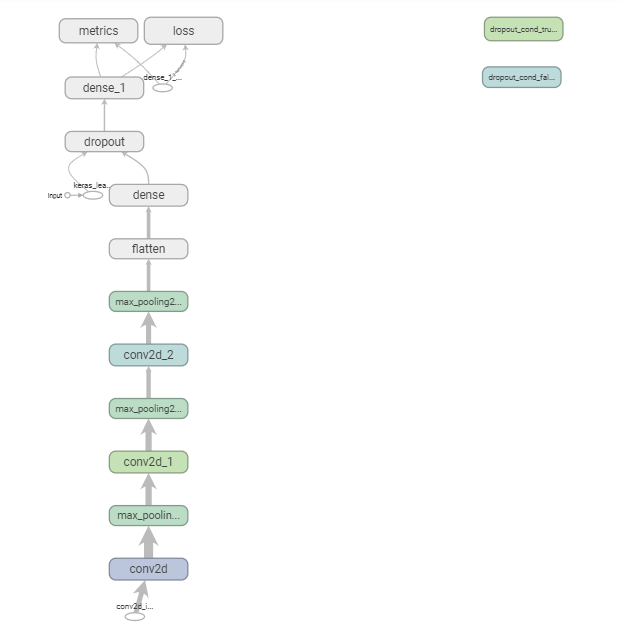 metrics
loss
dropout_cond_tru...
dropout_cond_fal...
dense_1_...
dense_1
dropout
keras_lea...
Input
dense
flatten
max_pooling2...
conv2d_2
max_pooling2...
conv2d_1
max_poolin...
conv2d
conv2d_i...